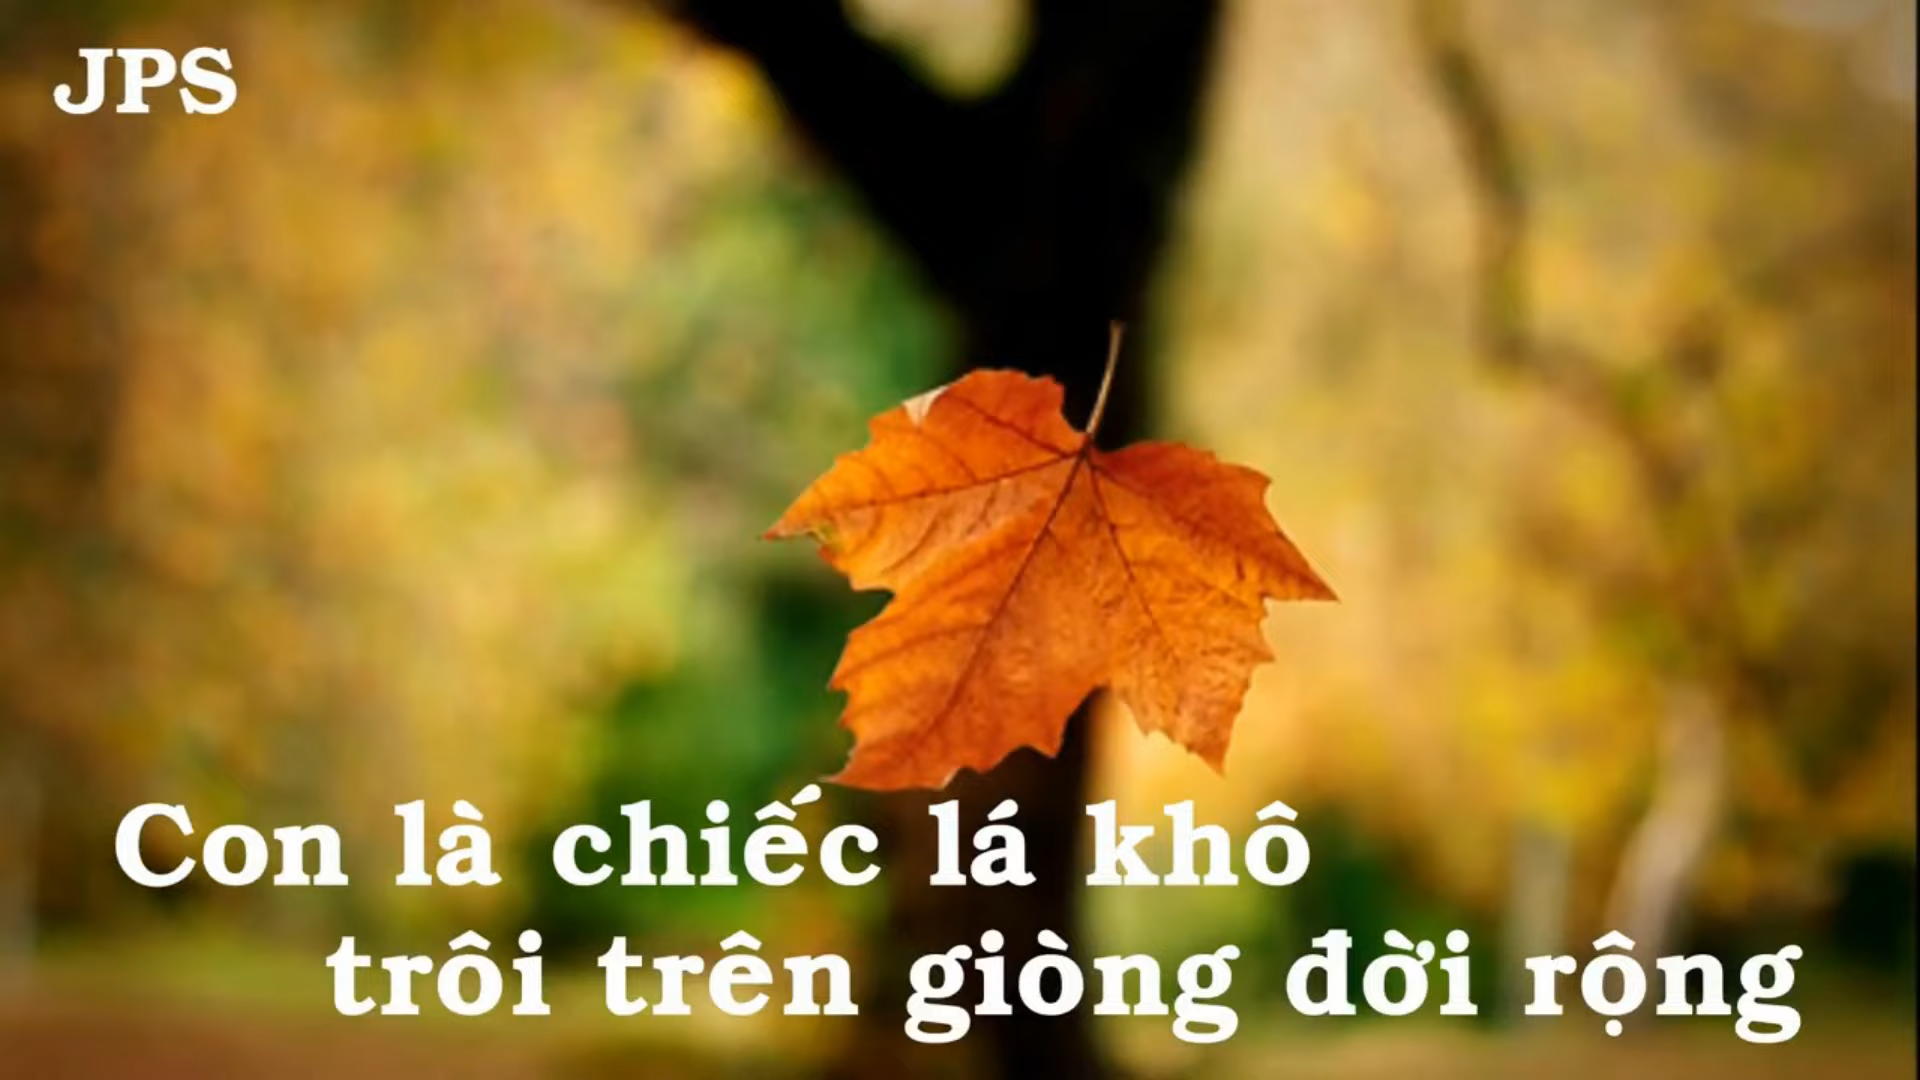 JPS
Con là chiếc lá khô
trôi trên giòng đời rộng